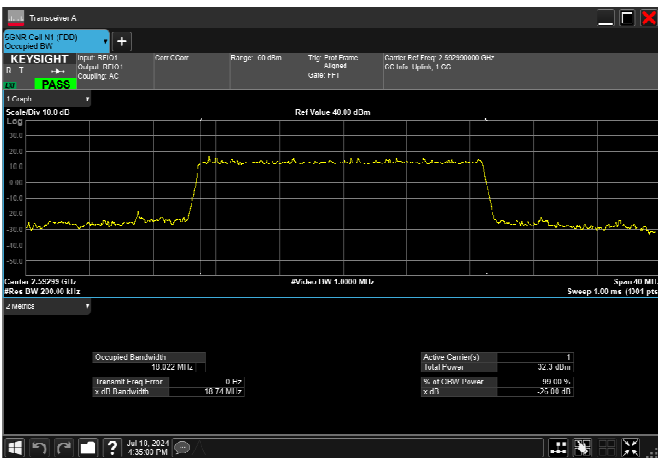 Transceiver A
5GNR Cell N1 (FDD)
Occupied BW
+
KEYSIGHT
R T
PASS
Input: RFIO1
Output: RFIO1
Coupling: AC
Corr CCorr
Range: -60 dBm
Trig: Prot Frame
Aligned
Gate: FFT
Carrier Ref Freq: 2.592990000 GHz
CC Info: Uplink, 1 CC
1 Graph
Scale/Div 10.0 dB
Ref Value 40.00 dBm
Log
30.0
20.0
10.0
0.00
-10.0
-20.0
-30.0
-40.0
-50.0
Center 2.59299 GHz
#Video BW 1.0000 MHz
Span 40 MHz
#Res BW 200.00 kHz
Sweep 1.00 ms (1001 pts
2 Metrics
Occupied Bandwidth
18.022 MHz
Transmit Freq Error 0 Hz
x dB Bandwidth 18.74 MHz
Active Carrier(s) 1
Total Power 32.3 dBm
% of OBW Power 99.00 %
x dB -26.00 dB
?
Jul 18, 2024
4:35:00 PM